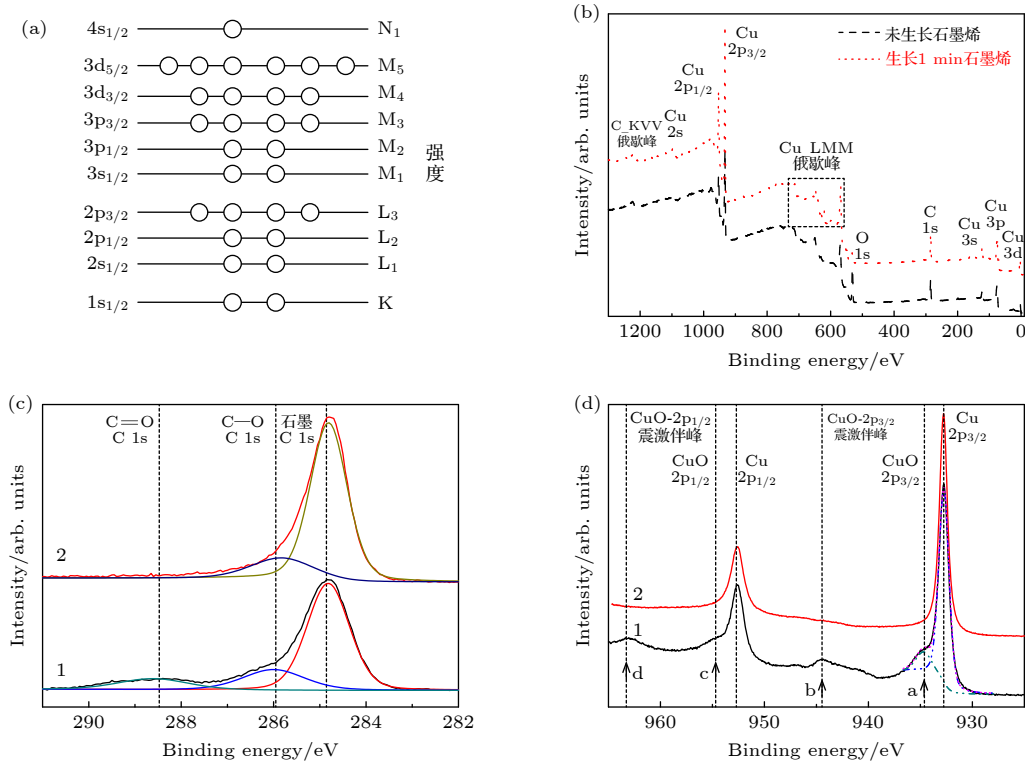 (a)
4s1/2 N1
3d5/2 M5
3d3/2 M4
3p3/2 M3
3p1/2 M2
3s1/2 M1
2p3/2 L3
2p1/2 L2
2s1/2 L1
1s1/2 K
强
度
(b)
Cu
2p3/2
未生长石墨烯
生长1 min石墨烯
Cu
2p1/2
C_KVV
俄歇峰
Cu
2s
Cu LMM
俄歇峰
O
1s
C
1s
Cu
3s
Cu
3p
Cu
3d
Intensity/arb. units
1200 1000 800 600 400 200 0
Binding energy/eV
(c)
C=O
C 1s
C—O
C 1s
石墨
C 1s
2
1
Intensity/arb. units
290 288 286 284 282
Binding energy/eV
(d)
CuO-2p1/2
震激伴峰
CuO
2p1/2
Cu
2p1/2
CuO-2p3/2
震激伴峰
CuO
2p3/2
Cu
2p3/2
2
1
d c b a
Intensity/arb. units
960 950 940 930
Binding energy/eV